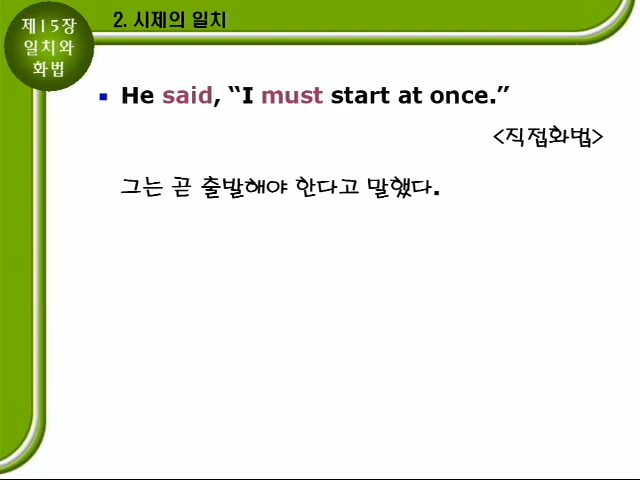 제15장
일치와
화법
2. 시제의 일치
▪ He said, “I must start at once.”
<직접화법>
그는 곧 출발해야 한다고 말했다.